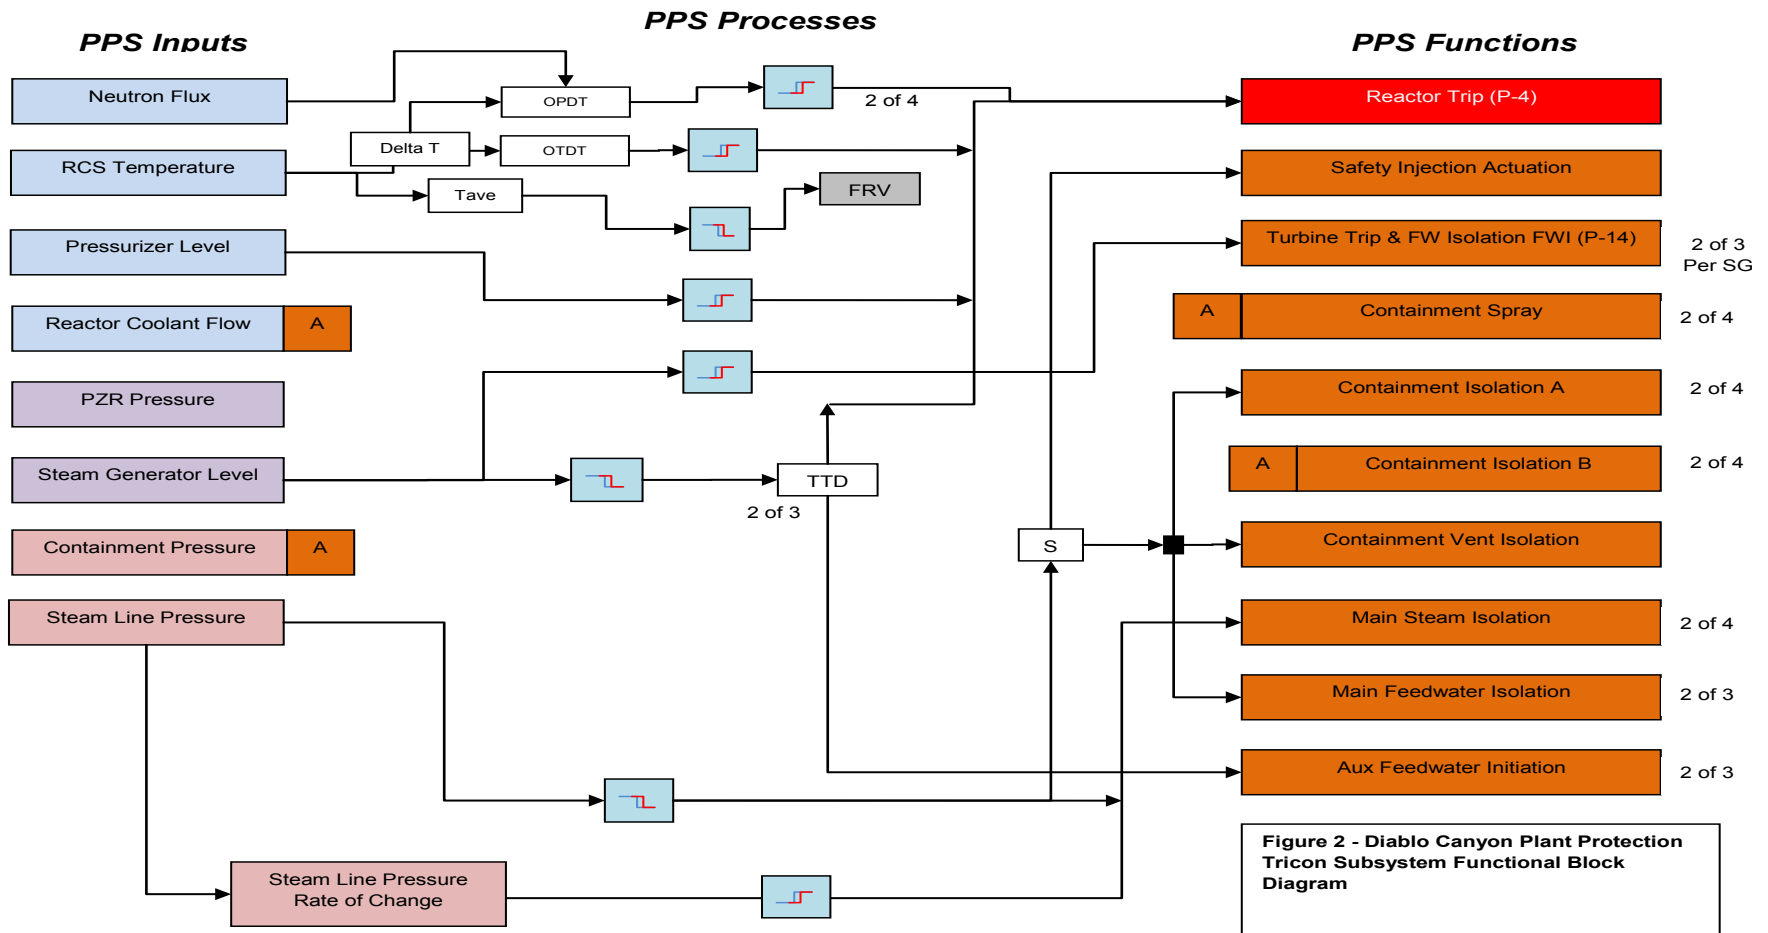 PPS Processes
PPS Inputs
PPS Functions
Neutron Flux
OPDT
2 of 4
Reactor Trip (P-4)
Delta T
OTDT
RCS Temperature
Safety Injection Actuation
Tave
FRV
Pressurizer Level
Turbine Trip & FW Isolation FWI (P-14)
2 of 3
Per SG
Reactor Coolant Flow
A
A
Containment Spray
2 of 4
PZR Pressure
Containment Isolation A
2 of 4
Steam Generator Level
TTD
2 of 3
A
Containment Isolation B
2 of 4
Containment Pressure
A
S
Containment Vent Isolation
Steam Line Pressure
Main Steam Isolation
2 of 4
Main Feedwater Isolation
2 of 3
Aux Feedwater Initiation
2 of 3
Steam Line Pressure
Rate of Change
Figure 2 - Diablo Canyon Plant Protection
Tricon Subsystem Functional Block
Diagram